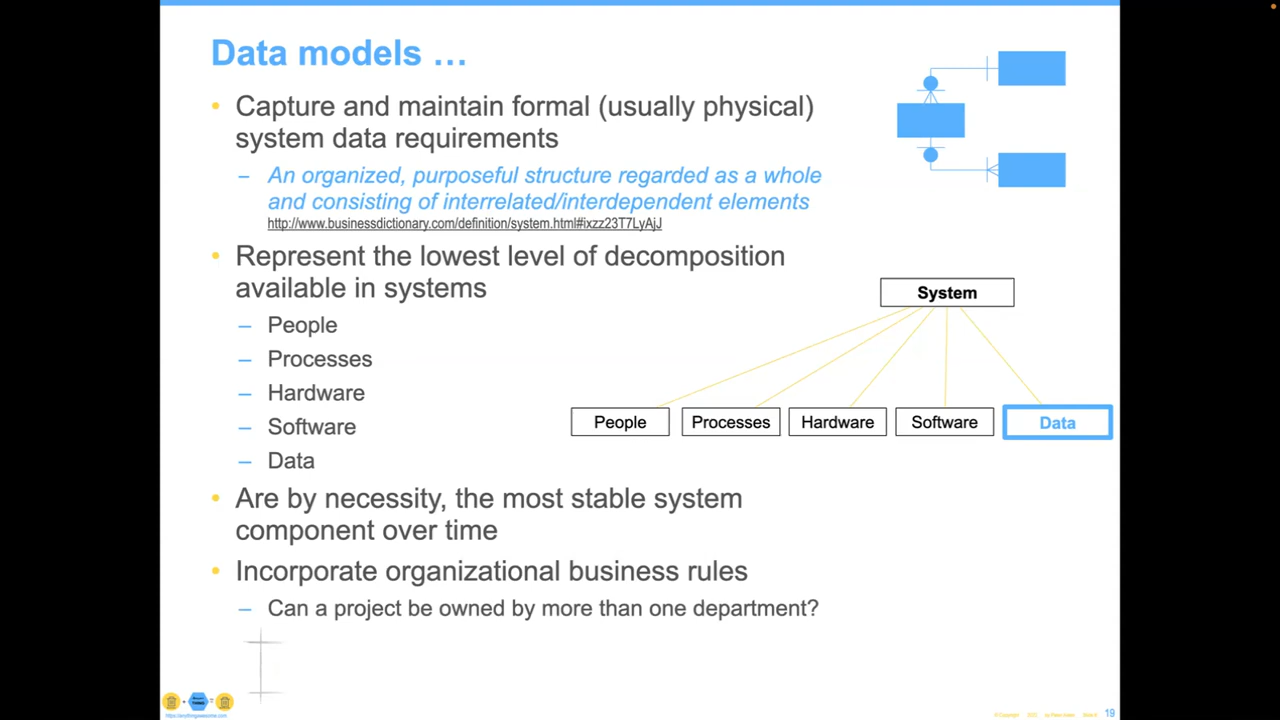 Data models …
• Capture and maintain formal (usually physical)
system data requirements
– An organized, purposeful structure regarded as a whole
and consisting of interrelated/interdependent elements
http://www.businessdictionary.com/definition/system.html#ixzz23T7LyAjJ
• Represent the lowest level of decomposition
available in systems
– People
– Processes
– Hardware
– Software
– Data
• Are by necessity, the most stable system
component over time
• Incorporate organizational business rules
– Can a project be owned by more than one department?
System
People
Processes
Hardware
Software
Data
https://anythingawesome.com
© Copyright
19